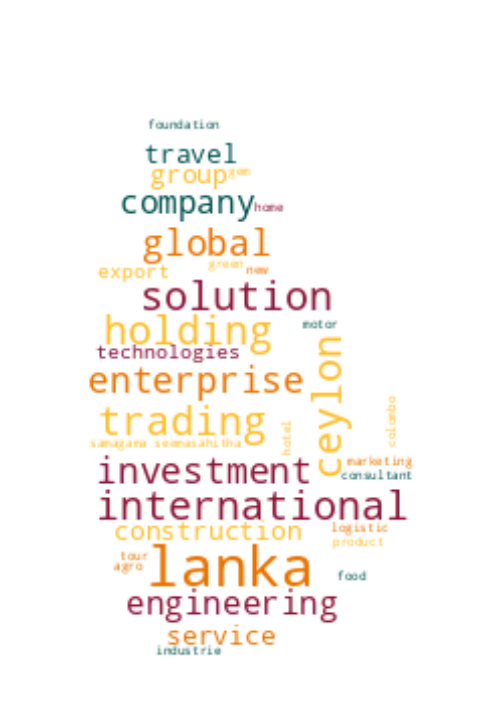 foundation
travel
group gem
company home
global
green new
export
solution
holding motor
technologies
enterprise
ceylon
trading
colombo
hotel
samagama seemasahitha
marketing
investment
consultant
international
construction logistic
product
tour
lanka
agro
food
engineering
service
industrie